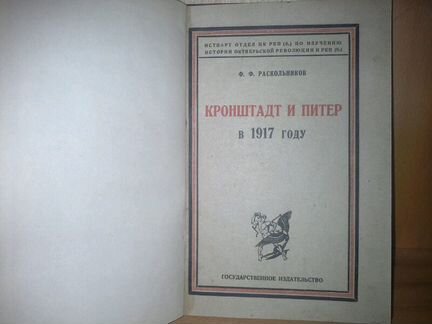 ИСТПАРТ ОТДЕЛ ЦК РКП (б.) ПО ИЗУЧЕНИЮ
ИСТОРИИ ОКТЯБРЬСКОЙ РЕВОЛЮЦИИ И РКП (б.)
Ф. Ф. РАСКОЛЬНИКОВ
КРОНШТАДТ И ПИТЕР
В 1917 ГОДУ
ГОСУДАРСТВЕННОЕ ИЗДАТЕЛЬСТВО